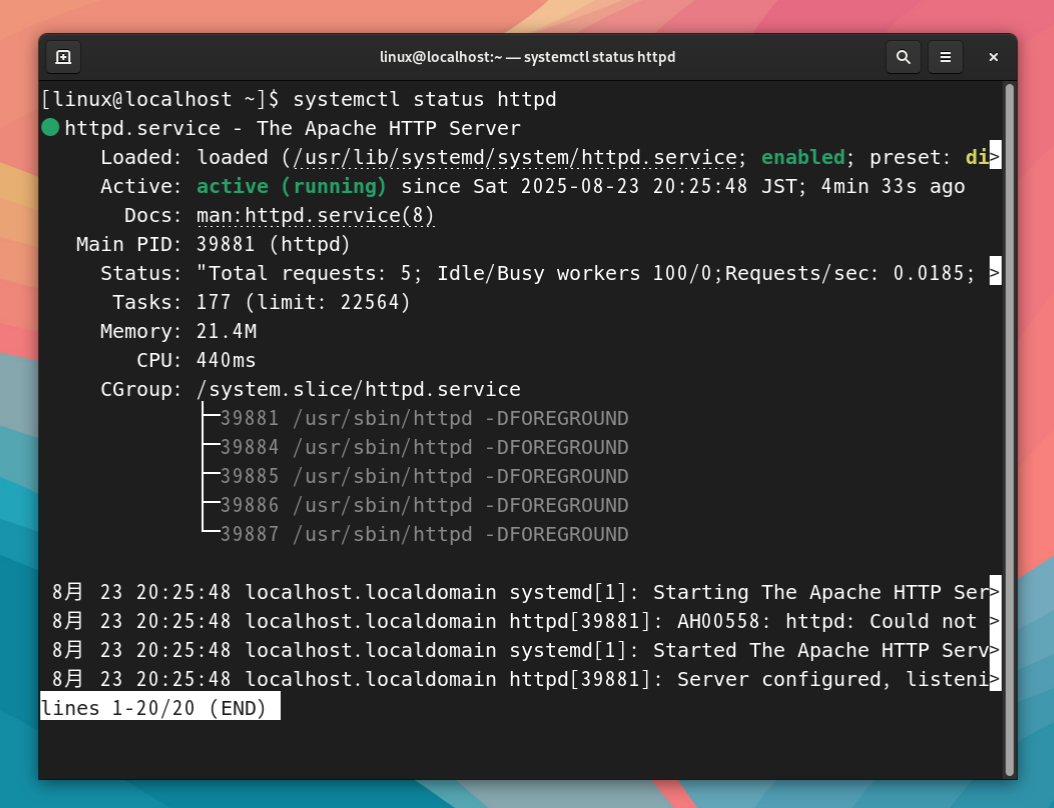 linux@localhost:~ — systemctl status httpd
[linux@localhost ~]$ systemctl status httpd
● httpd.service - The Apache HTTP Server
     Loaded: loaded (/usr/lib/systemd/system/httpd.service; enabled; preset: di>
     Active: active (running) since Sat 2025-08-23 20:25:48 JST; 4min 33s ago
       Docs: man:httpd.service(8)
   Main PID: 39881 (httpd)
     Status: "Total requests: 5; Idle/Busy workers 100/0;Requests/sec: 0.0185; >
      Tasks: 177 (limit: 22564)
     Memory: 21.4M
        CPU: 440ms
     CGroup: /system.slice/httpd.service
             ├─39881 /usr/sbin/httpd -DFOREGROUND
             ├─39884 /usr/sbin/httpd -DFOREGROUND
             ├─39885 /usr/sbin/httpd -DFOREGROUND
             ├─39886 /usr/sbin/httpd -DFOREGROUND
             └─39887 /usr/sbin/httpd -DFOREGROUND
 8月 23 20:25:48 localhost.localdomain systemd[1]: Starting The Apache HTTP Ser>
 8月 23 20:25:48 localhost.localdomain httpd[39881]: AH00558: httpd: Could not >
 8月 23 20:25:48 localhost.localdomain systemd[1]: Started The Apache HTTP Serv>
 8月 23 20:25:48 localhost.localdomain httpd[39881]: Server configured, listeni>
lines 1-20/20 (END)